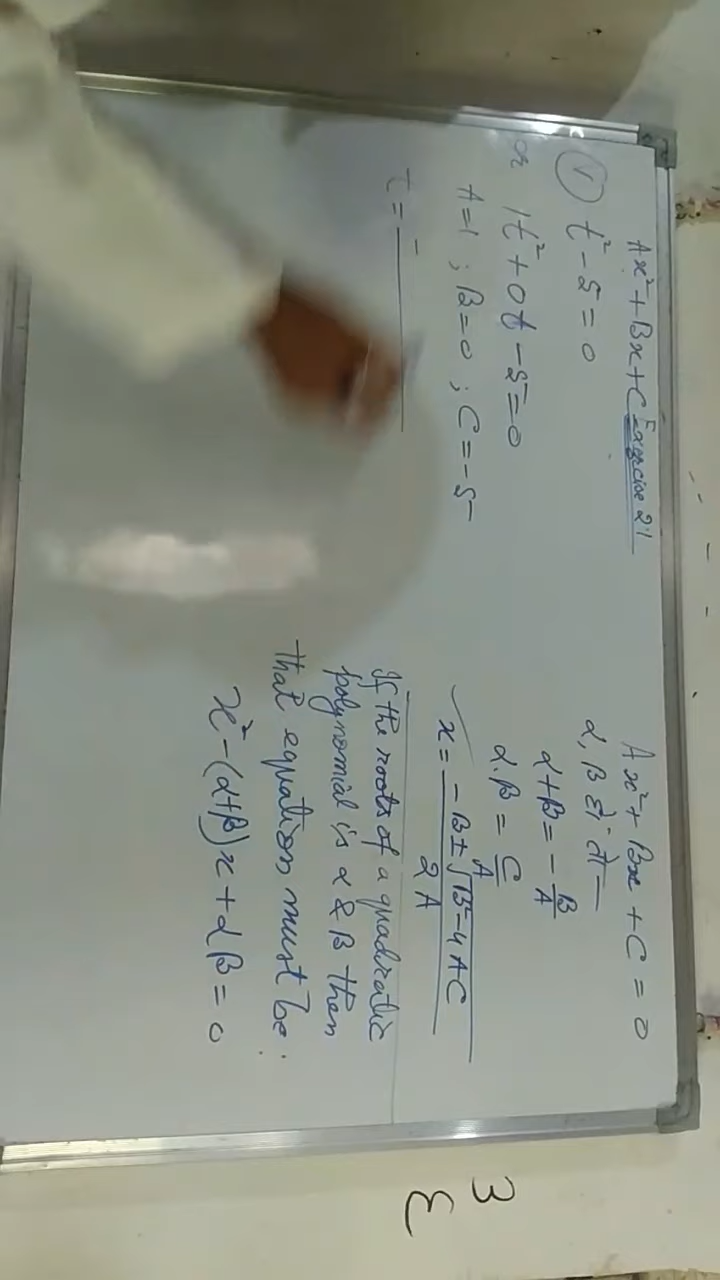 Ax² + Bx + C Exercise 2.1
(v) t² - 5 = 0
or 1t² + 0t - 5 = 0
A = 1 ; B = 0 ; C = -5
t = -
Ax² + Bx + C = 0
α, β
α + β = - B/A
α . β = C/A
x = - B ± √B² - 4AC / 2A
If the roots of a quadratic
polynomial is α & β then
that equation must be :
x² - (α + β)x + αβ = 0